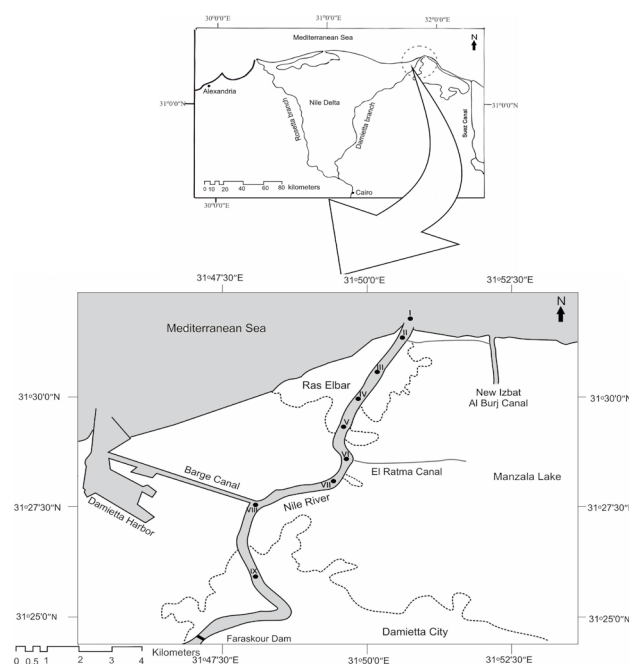 30°0'0"E 31°0'0"E 32°0'0"E
Mediterranean Sea
N
Alexandria
31°0'0"N
Rosetta branch
Nile Delta
Damietta branch
Suez Canal
31°0'0"N
0 10 20 40 60 80 kilometers
Cairo
30°0'0"E
31°47'30"E 31°50'0"E 31°52'30"E
Mediterranean Sea
I
N
II
III
Ras Elbar
IV
New Izbat
Al Burj Canal
31°30'0"N
31°30'0"N
V
VI
El Ratma Canal
Manzala Lake
Barge Canal
VII
Nile River
VIII
Damietta Harbor
31°27'30"N
31°27'30"N
IX
31°25'0"N
31°25'0"N
Faraskour Dam
Damietta City
Kilometers
0 0.5 1 2 3 4
31°47'30"E 31°50'0"E 31°52'30"E